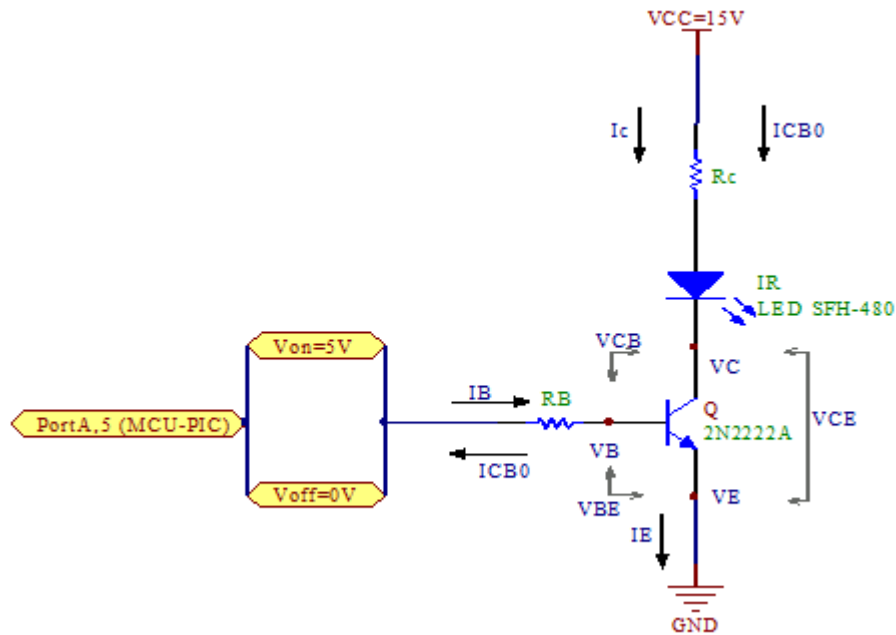 VCC=15V
Ic
ICB0
Rc
IR
LED SFH-480
Von=5V
VCB
VC
IB
RB
Q
2N2222A
VCE
PortA,5 (MCU-PIC)
VB
ICB0
Voff=0V
VBE
VE
IE
GND